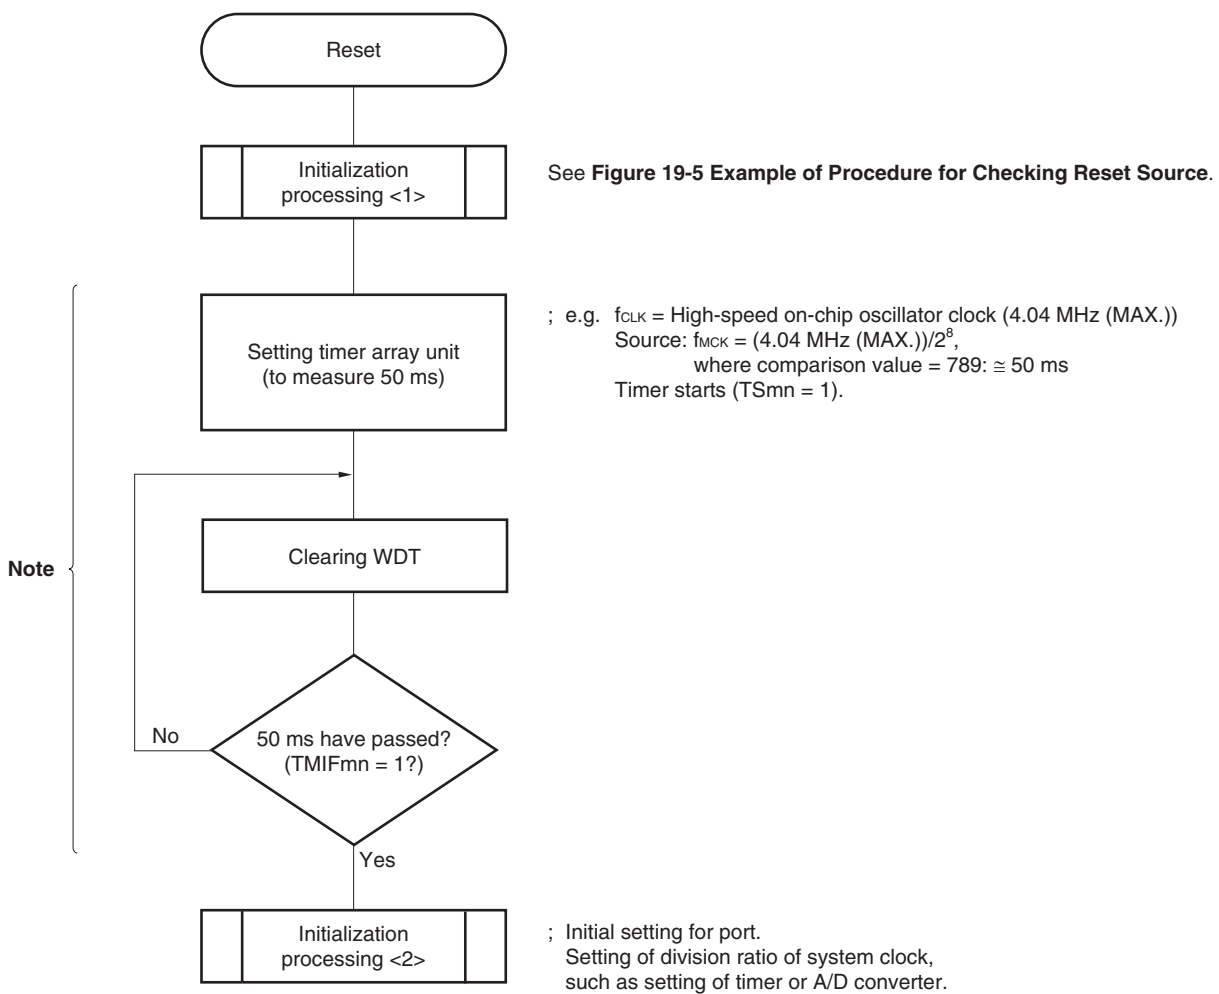 Reset
Initialization
processing <1>
See Figure 19-5 Example of Procedure for Checking Reset Source.
Setting timer array unit
(to measure 50 ms)
; e.g. fCLK = High-speed on-chip oscillator clock (4.04 MHz (MAX.))
Source: fMCK = (4.04 MHz (MAX.))/2⁸,
where comparison value = 789: ≅ 50 ms
Timer starts (TSmn = 1).
Clearing WDT
Note
No
50 ms have passed?
(TMIFmn = 1?)
Yes
Initialization
processing <2>
; Initial setting for port.
Setting of division ratio of system clock,
such as setting of timer or A/D converter.